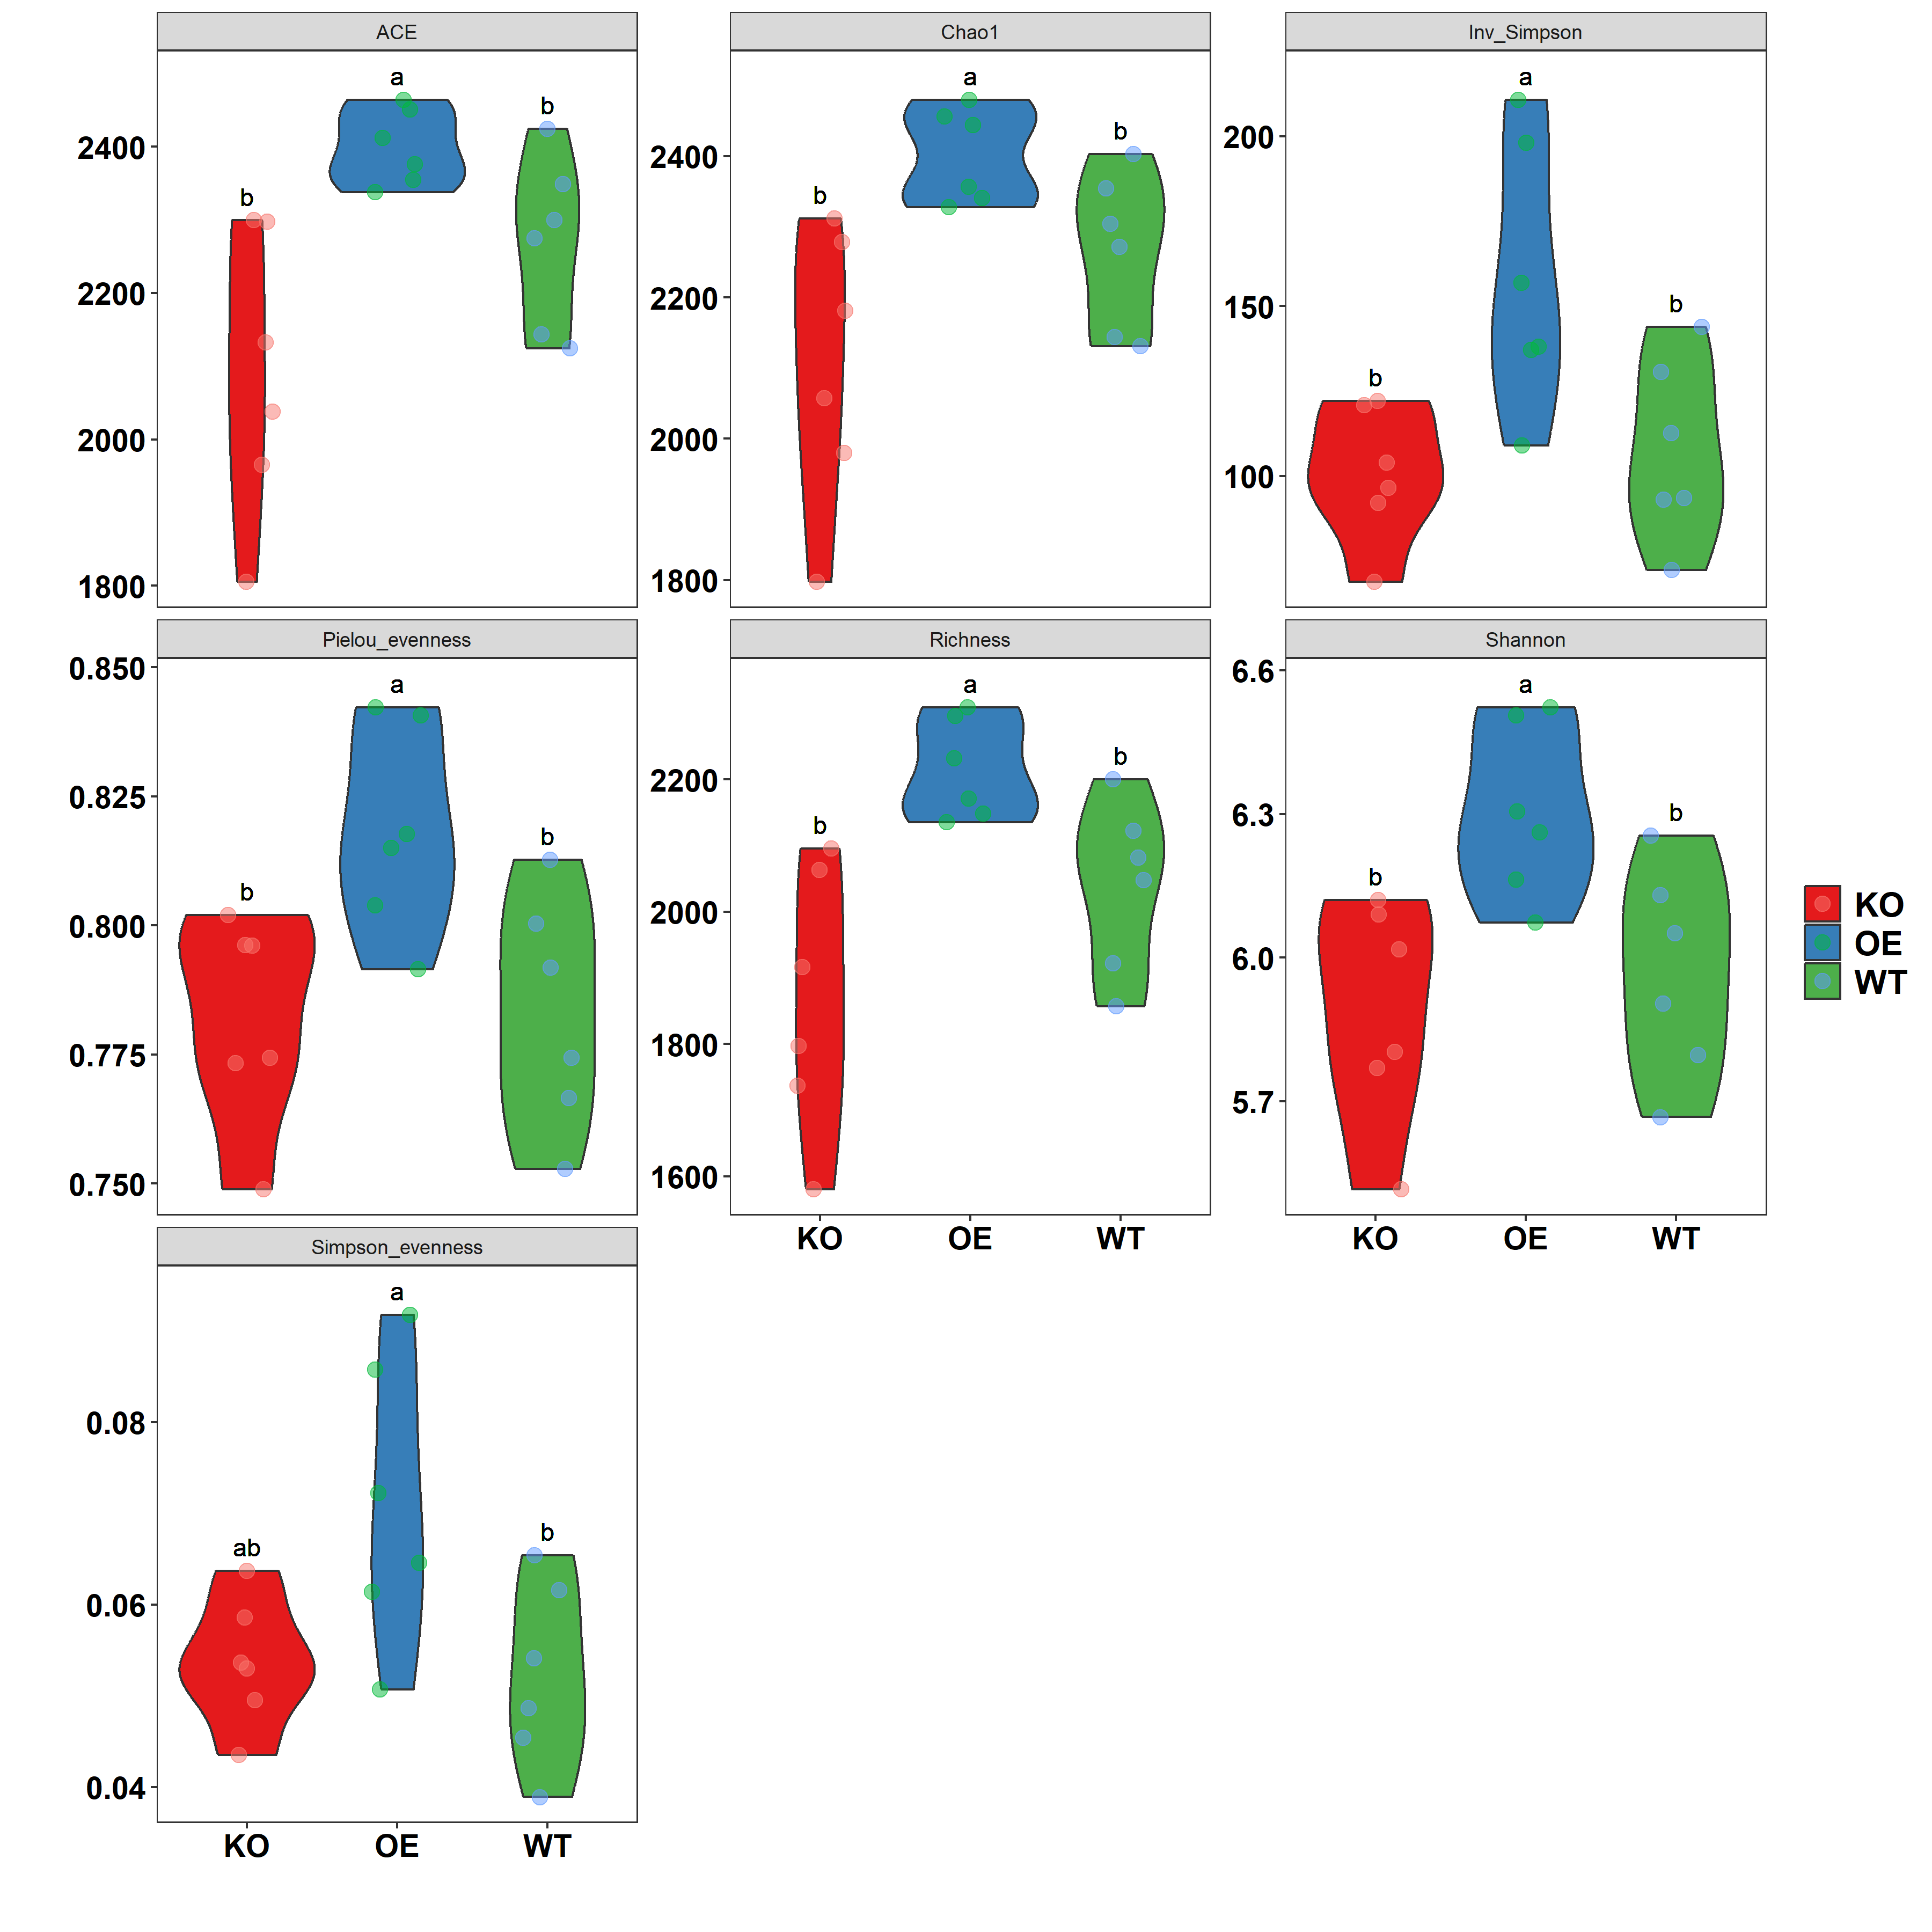 ACE
Chao1
Inv_Simpson
a
b
b
2400
2200
2000
1800
a
b
b
2400
2200
2000
1800
a
b
b
200
150
100
Pielou_evenness
Richness
Shannon
0.850
0.825
0.800
0.775
0.750
a
b
b
2200
2000
1800
1600
a
b
b
KO OE WT
6.6
6.3
6.0
5.7
a
b
b
KO OE WT
KO
OE
WT
Simpson_evenness
0.08
0.06
0.04
a
ab
b
KO OE WT